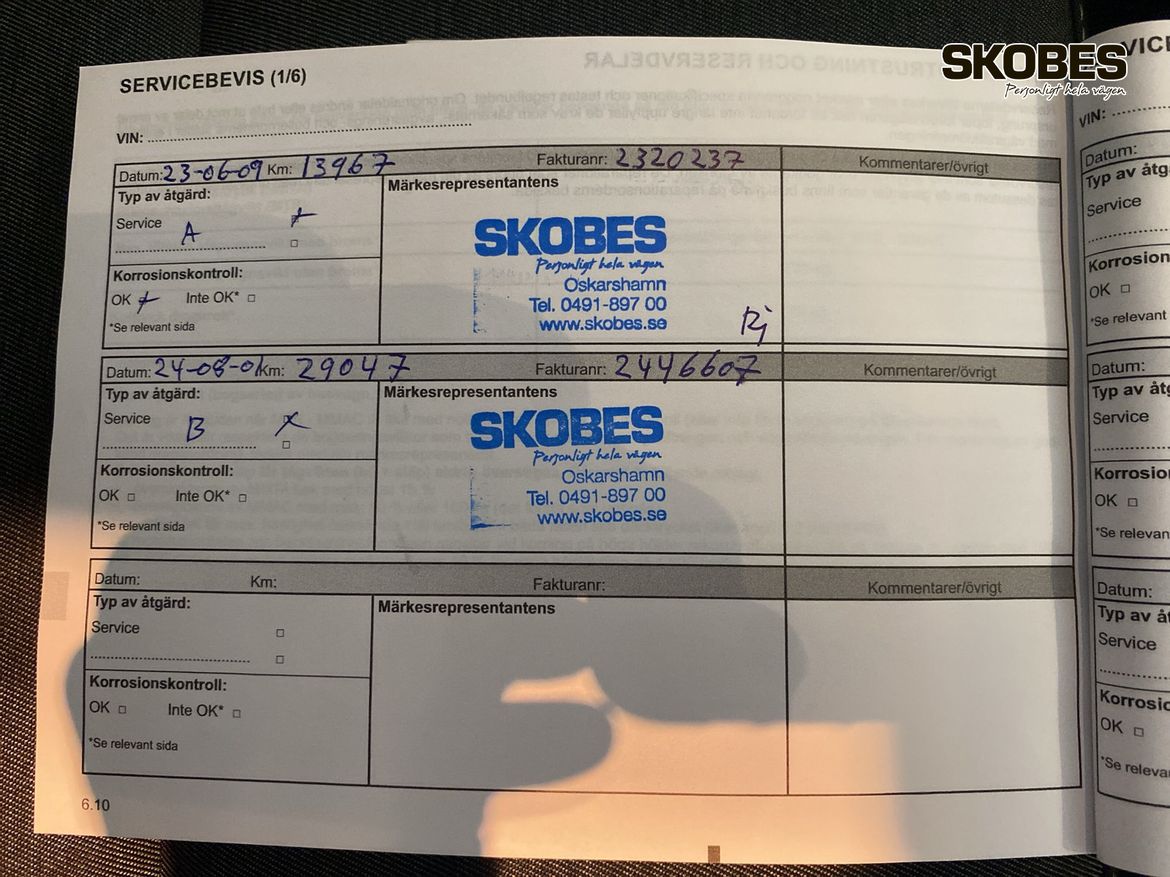 SKOBES
Personligt hela vägen
SERVICEBEVIS (1/6)
VIN:
Datum: 23-06-09 Km: 13967 Fakturanr: 2320237 Kommentarer/övrigt
Typ av åtgärd: Märkesrepresentantens
Service A
Korrosionskontroll:
OK Inte OK*
*Se relevant sida
SKOBES
Personligt hela vägen
Oskarshamn
Tel. 0491-897 00
www.skobes.se
Datum: 24-08-01 Km: 29047 Fakturanr: 2446607 Kommentarer/övrigt
Typ av åtgärd: Märkesrepresentantens
Service B
Korrosionskontroll:
OK Inte OK*
*Se relevant sida
SKOBES
Personligt hela vägen
Oskarshamn
Tel. 0491-897 00
www.skobes.se
Datum: Km: Fakturanr: Kommentarer/övrigt
Typ av åtgärd: Märkesrepresentantens
Service
Korrosionskontroll:
OK Inte OK*
*Se relevant sida
6.10
VIN:
Datum:
Typ av åtg
Service
Korrosion
OK
*Se relevant
Datum:
Typ av åtg
Service
Korrosio
OK
*Se relevan
Datum:
Typ av åt
Service
Korrosio
OK
*Se releva